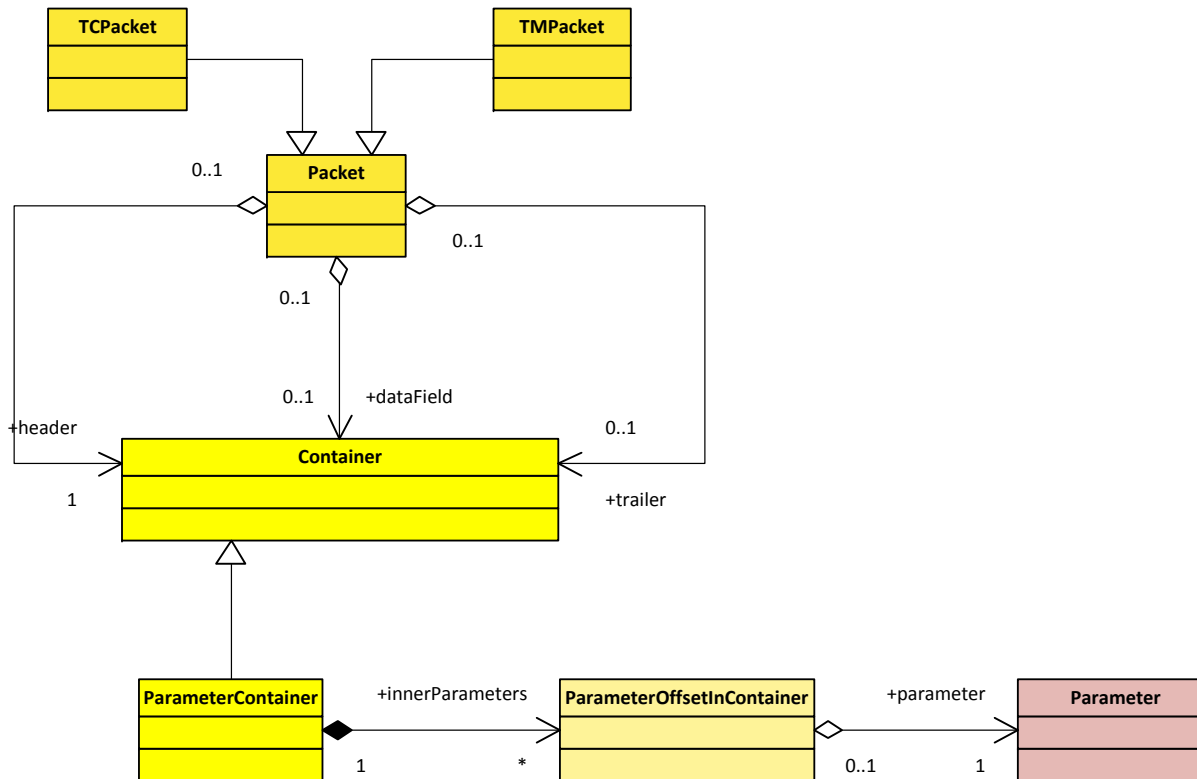 TCPacket
TMPacket
0..1
Packet
0..1
0..1
0..1
+dataField
+header
0..1
Container
1
+trailer
ParameterContainer
+innerParameters
ParameterOffsetInContainer
+parameter
Parameter
1
*
0..1
1